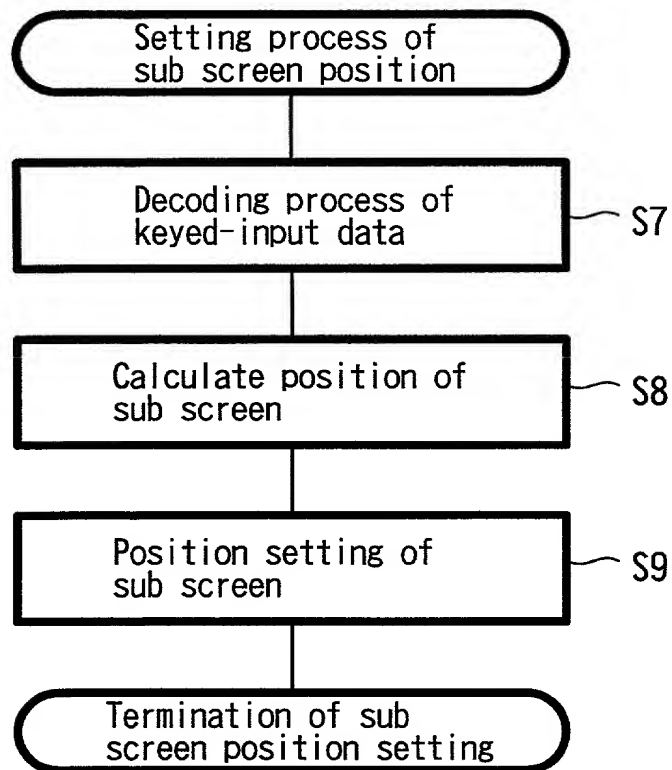 Setting process of
sub screen position
Decoding process of
keyed-input data
S7
Calculate position of
sub screen
S8
Position setting of
sub screen
S9
Termination of sub
screen position setting